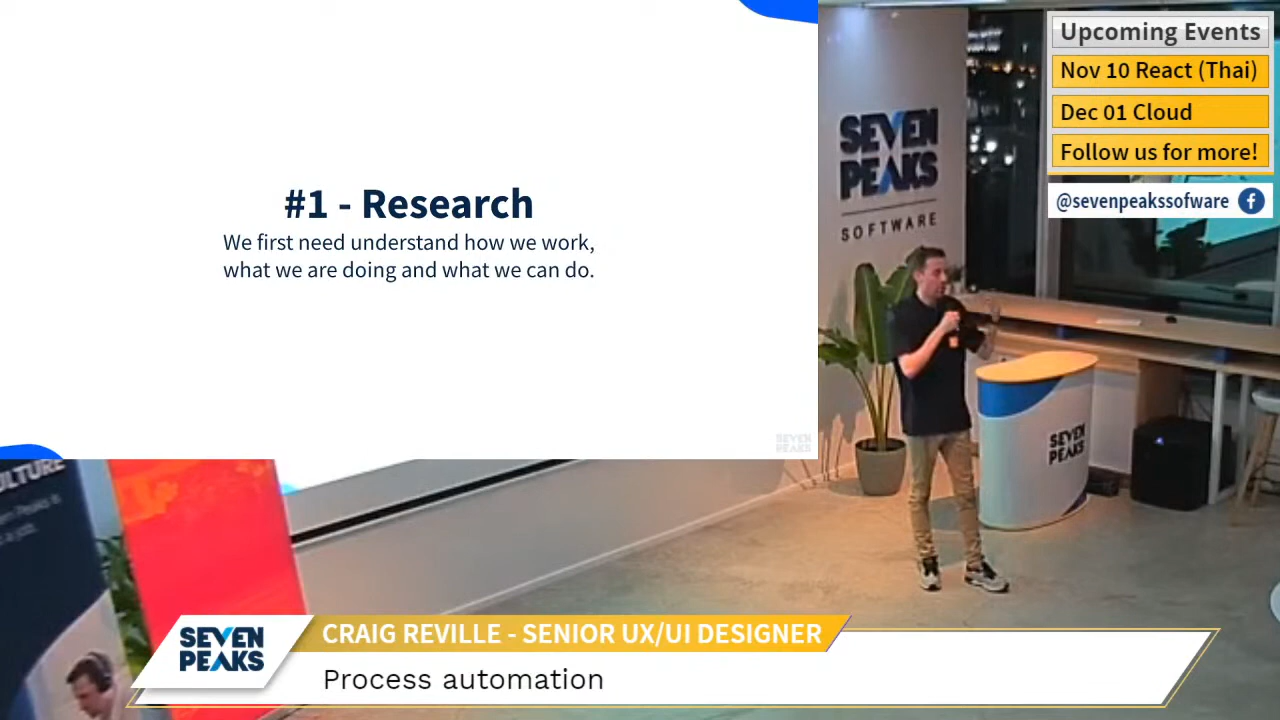 #1 - Research
We first need understand how we work,
what we are doing and what we can do.
SEVEN
PEAKS
Upcoming Events
Nov 10 React (Thai)
Dec 01 Cloud
Follow us for more!
@sevenpeakssofware
SEVEN
PEAKS
SOFTWARE
SEVEN
PEAKS
SEVEN
PEAKS
CRAIG REVILLE - SENIOR UX/UI DESIGNER
Process automation